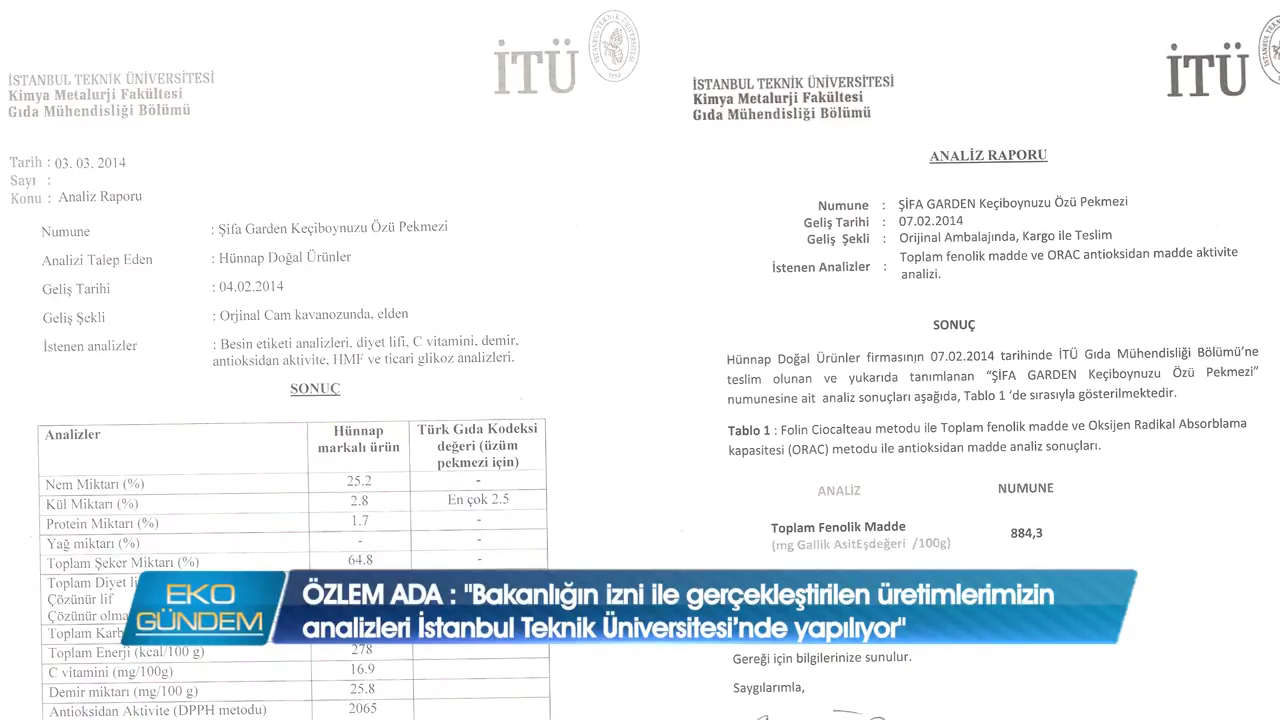 İSTANBUL TEKNİK ÜNİVERSİTESİ
Kimya Metalurji Fakültesi
Gıda Mühendisliği Bölümü
İTÜ
Tarih : 03. 03. 2014
Sayı :
Konu : Analiz Raporu
Numune : Şifa Garden Keçiboynuzu Özü Pekmezi
Analizi Talep Eden : Hünnap Doğal Ürünler
Geliş Tarihi : 04.02.2014
Geliş Şekli : Orjinal Cam kavanozunda, elden
İstenen analizler : Besin etiketi analizleri, diyet lifi, C vitamini, demir,
antioksidan aktivite, HMF ve ticari glikoz analizleri.
SONUÇ
Analizler Hünnap markalı ürün Türk Gıda Kodeksi değeri (üzüm pekmezi için)
Nem Miktarı (%) 25.2 -
Kül Miktarı (%) 2.8 En çok 2.5
Protein Miktarı (%) 1.7 -
Yağ miktarı (%) - -
Toplam Şeker Miktarı (%) 64.8 -
Toplam Diyet
Çözünür lif
Çözünür
Toplam
Toplam Enerji (kcal/100 g) 278
C vitamini (mg/100g) 16.9
Demir miktarı (mg/100 g) 25.8
Antioksidan Aktivite (DPPH metodu) 2065
İSTANBUL TEKNİK ÜNİVERSİTESİ
Kimya Metalurji Fakültesi
Gıda Mühendisliği Bölümü
İTÜ
ANALİZ RAPORU
Numune : ŞİFA GARDEN Keçiboynuzu Özü Pekmezi
Geliş Tarihi : 07.02.2014
Geliş Şekli : Orijinal Ambalajında, Kargo ile Teslim
İstenen Analizler : Toplam fenolik madde ve ORAC antioksidan madde aktivite
analizi.
SONUÇ
Hünnap Doğal Ürünler firmasının 07.02.2014 tarihinde İTÜ Gıda Mühendisliği Bölümü’ne
teslim olunan ve yukarıda tanımlanan “ŞİFA GARDEN Keçiboynuzu Özü Pekmezi”
numunesine ait analiz sonuçları aşağıda, Tablo 1 ‘de sırasıyla gösterilmektedir.
Tablo 1 : Folin Ciocalteau metodu ile Toplam fenolik madde ve Oksijen Radikal Absorblama
kapasitesi (ORAC) metodu ile antioksidan madde analiz sonuçları.
ANALİZ NUMUNE
Toplam Fenolik Madde 884,3
(mg Gallik AsitEşdeğeri /100g)
Gereği için bilgilerinize sunulur.
Saygılarımla,
EKO
GÜNDEM
ÖZLEM ADA : "Bakanlığın izni ile gerçekleştirilen üretimlerimizin
analizleri İstanbul Teknik Üniversitesi’nde yapılıyor"